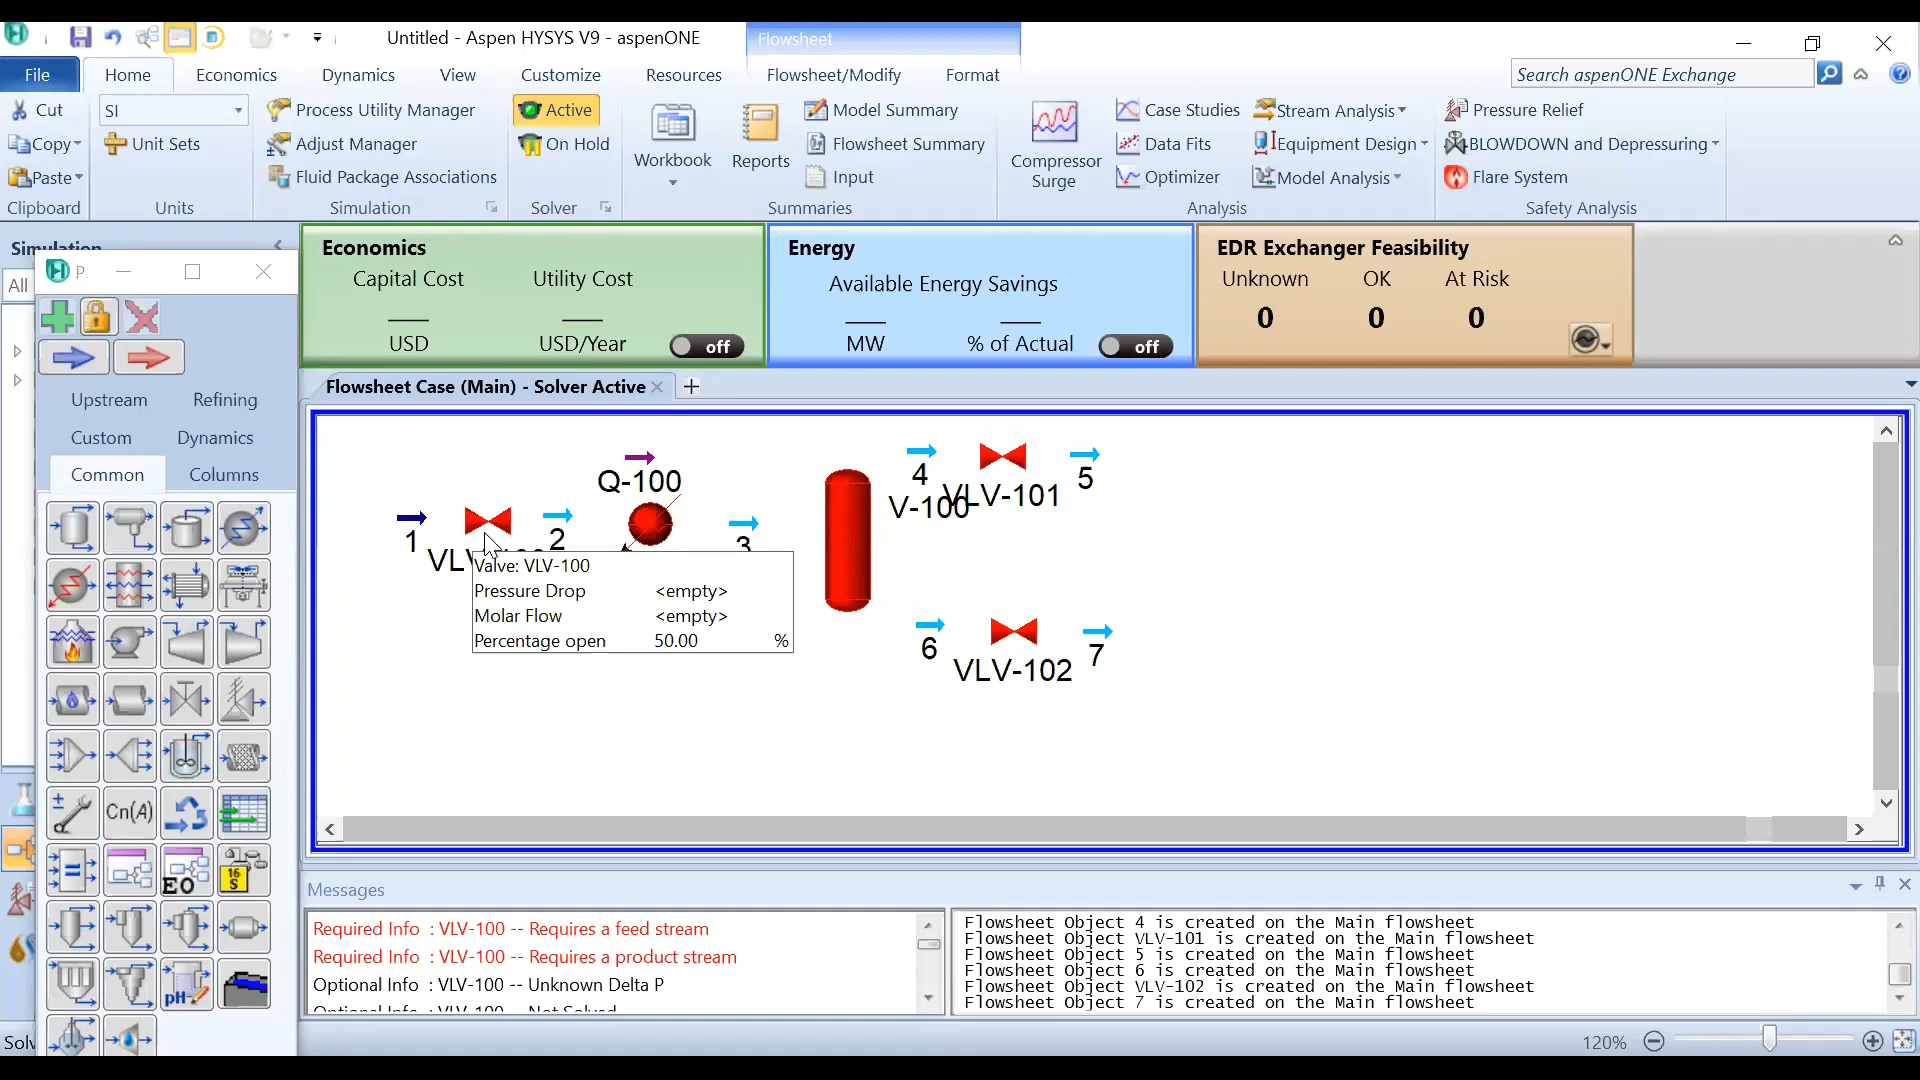 Untitled - Aspen HYSYS V9 - aspenONE
Flowsheet
File
Home
Economics
Dynamics
View
Customize
Resources
Flowsheet/Modify
Format
Search aspenONE Exchange
Cut
Copy
Paste
Clipboard
SI
Unit Sets
Units
Process Utility Manager
Adjust Manager
Fluid Package Associations
Simulation
Active
On Hold
Solver
Workbook
Reports
Model Summary
Flowsheet Summary
Input
Summaries
Compressor
Surge
Case Studies
Data Fits
Optimizer
Stream Analysis
Equipment Design
Model Analysis
Analysis
Pressure Relief
BLOWDOWN and Depressuring
Flare System
Safety Analysis
All
P.
Upstream
Refining
Custom
Dynamics
Common
Columns
Cn(A)
EO
16
S
pH
Economics
Capital Cost
Utility Cost
USD
USD/Year
off
Energy
Available Energy Savings
MW
% of Actual
off
EDR Exchanger Feasibility
Unknown
OK
At Risk
0
0
0
Flowsheet Case (Main) - Solver Active
1
2
Q-100
3
V-100
4
VLV-101
5
6
VLV-102
7
Valve: VLV-100
Pressure Drop <empty>
Molar Flow <empty>
Percentage open 50.00 %
Messages
Required Info : VLV-100 -- Requires a feed stream
Required Info : VLV-100 -- Requires a product stream
Optional Info : VLV-100 -- Unknown Delta P
Optional Info : VLV-100 -- Not Solved
Flowsheet Object 4 is created on the Main flowsheet
Flowsheet Object VLV-101 is created on the Main flowsheet
Flowsheet Object 5 is created on the Main flowsheet
Flowsheet Object 6 is created on the Main flowsheet
Flowsheet Object VLV-102 is created on the Main flowsheet
Flowsheet Object 7 is created on the Main flowsheet
120%